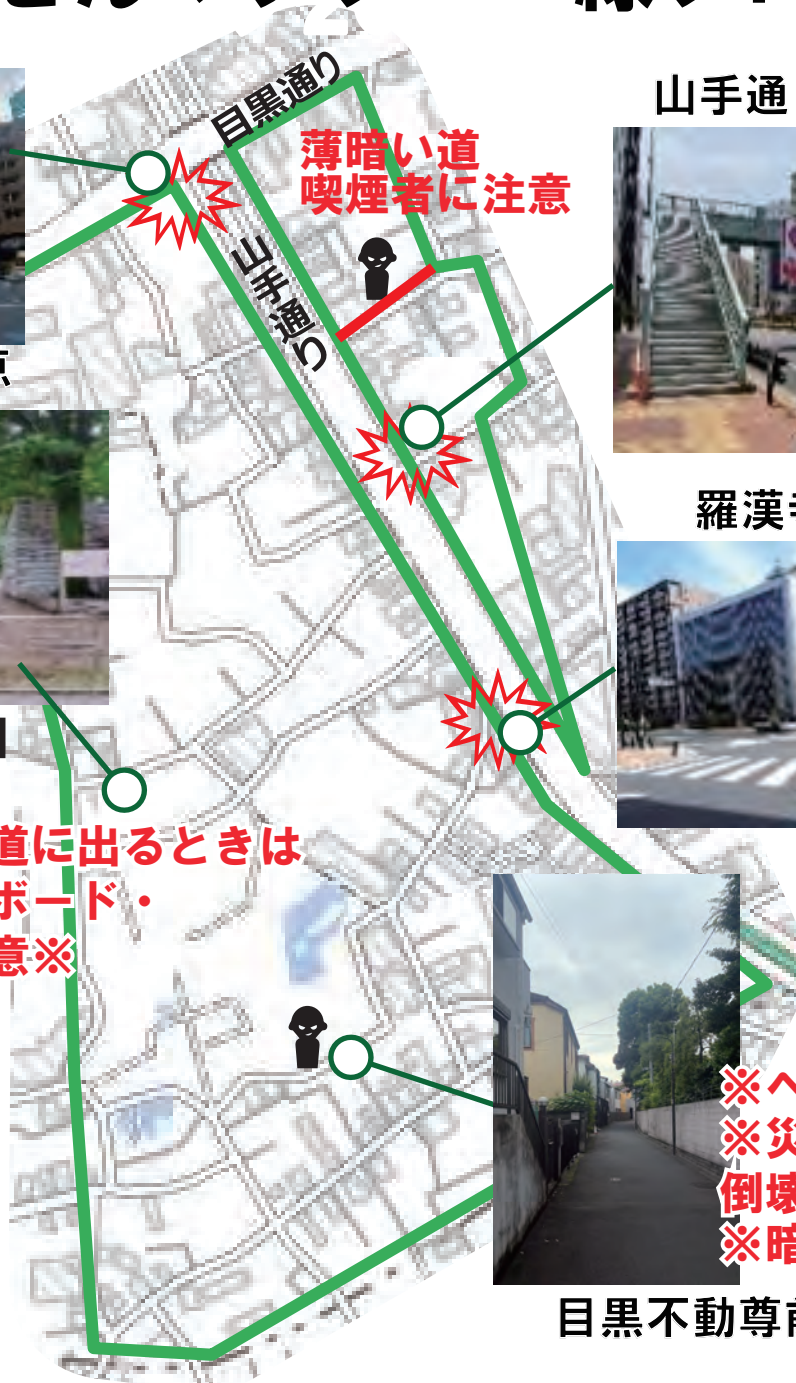 目黒通り
薄暗い道
喫煙者に注意
山手通り
山手通
羅漢
道に出るときは
ボード・
意※
※へ
※災
倒壊
※暗
目黒不動尊前